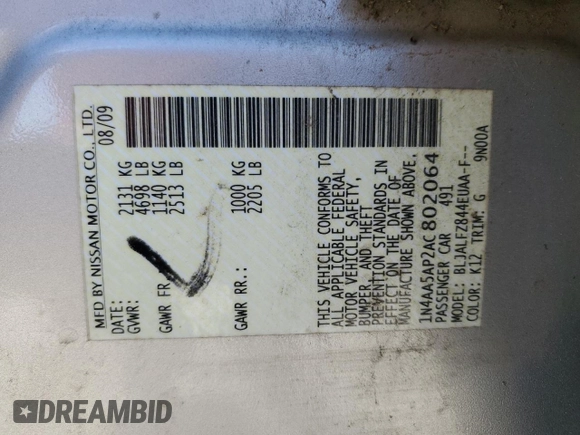 MFD BY NISSAN MOTOR CO., LTD.
DATE: 08/09
GVWR: 2131 KG
4698 LB
GAWR FR.: 1140 KG
2513 LB
GAWR RR.: 1000 KG
2205 LB
THIS VEHICLE CONFORMS TO
ALL APPLICABLE FEDERAL
MOTOR VEHICLE SAFETY,
BUMPER, AND THEFT
PREVENTION STANDARDS IN
EFFECT ON THE DATE OF
MANUFACTURE SHOWN ABOVE.
1N4AA5AP2AC802064
PASSENGER CAR 491
MODEL: BLJALFZ844EUAA-F--
COLOR: K12 TRIM: G 9N00A
DREAMBID